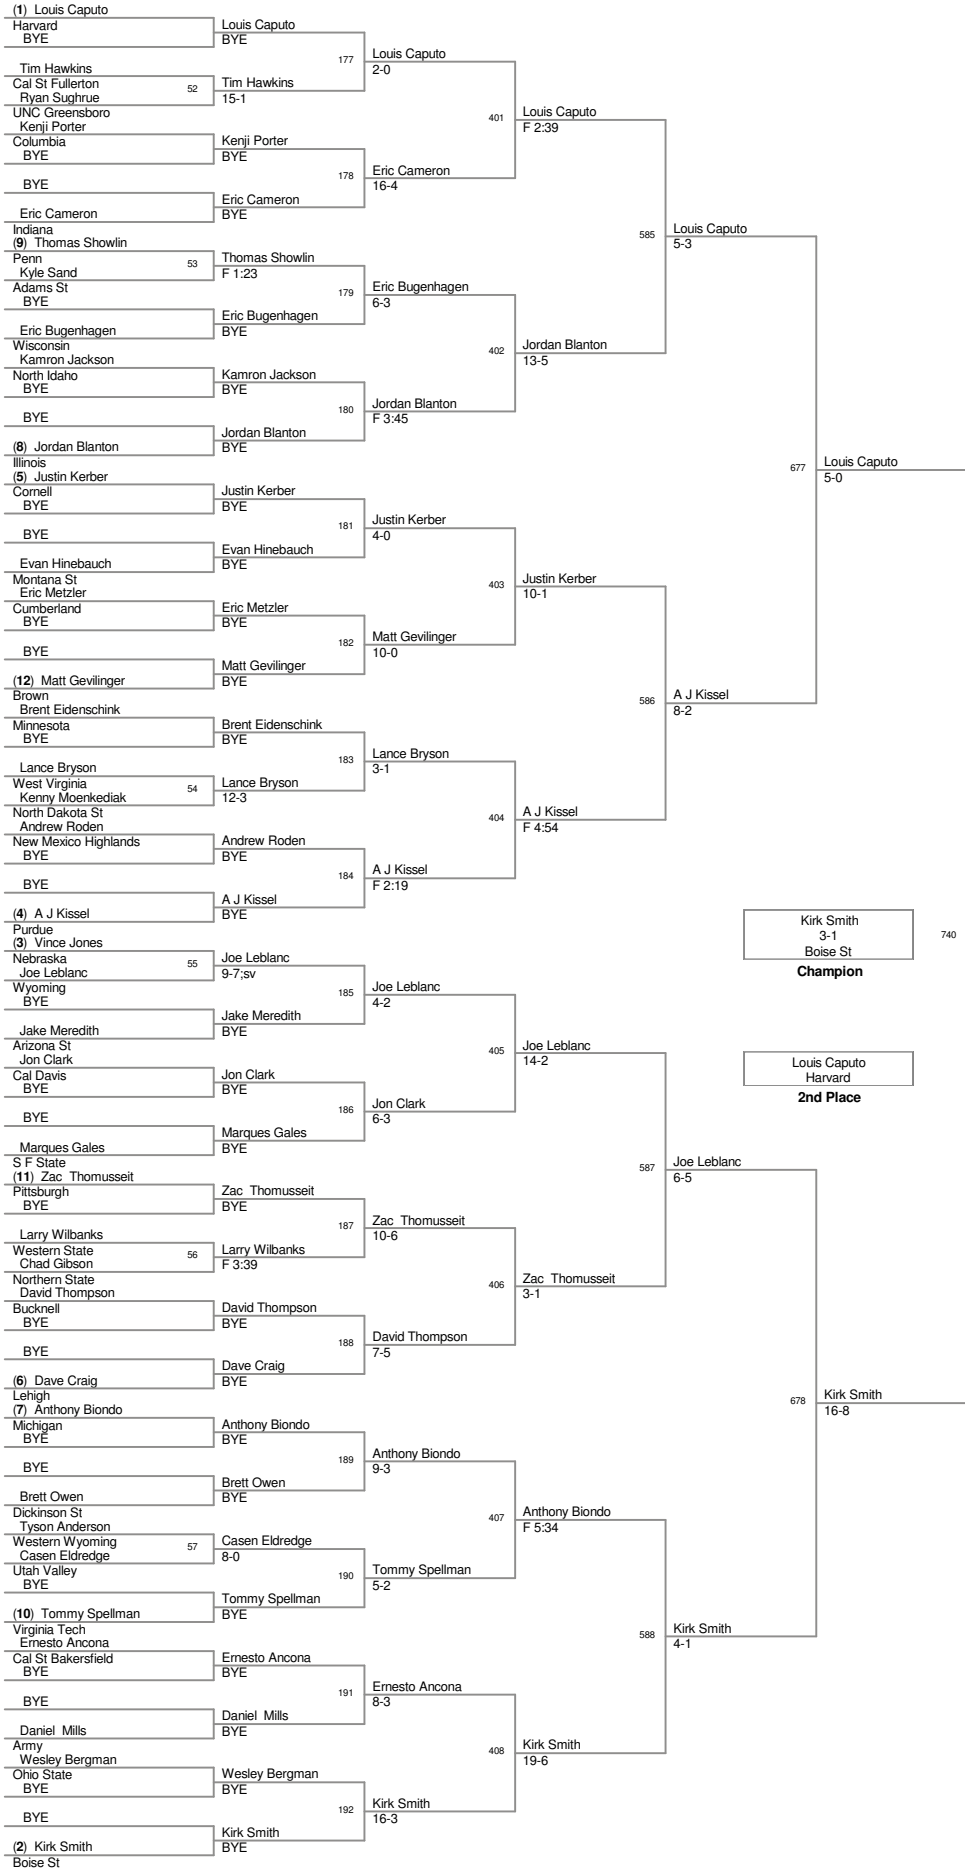 (1) Louis Caputo
Harvard
BYE
Tim Hawkins
Cal St Fullerton
Ryan Sughrue
UNC Greensboro
Kenji Porter
Columbia
BYE
BYE
Eric Cameron
Indiana
(9) Thomas Showlin
Penn
Kyle Sand
Adams St
BYE
Eric Bugenhagen
Wisconsin
Kamron Jackson
North Idaho
BYE
BYE
(8) Jordan Blanton
Illinois
(5) Justin Kerber
Cornell
BYE
BYE
Evan Hinebauch
Montana St
Eric Metzler
Cumberland
BYE
BYE
(12) Matt Gevilinger
Brown
Brent Eidenschink
Minnesota
BYE
Lance Bryson
West Virginia
Kenny Moenkediak
North Dakota St
Andrew Roden
New Mexico Highlands
BYE
BYE
(4) A J Kissel
Purdue
(3) Vince Jones
Nebraska
Joe Leblanc
Wyoming
BYE
Jake Meredith
Arizona St
Jon Clark
Cal Davis
BYE
BYE
Marques Gales
S F State
(11) Zac Thomusseit
Pittsburgh
BYE
Larry Wilbanks
Western State
Chad Gibson
Northern State
David Thompson
Bucknell
BYE
BYE
(6) Dave Craig
Lehigh
(7) Anthony Biondo
Michigan
BYE
BYE
Brett Owen
Dickinson St
Tyson Anderson
Western Wyoming
Casen Eldredge
Utah Valley
BYE
(10) Tommy Spellman
Virginia Tech
Ernesto Ancona
Cal St Bakersfield
BYE
BYE
Daniel Mills
Army
Wesley Bergman
Ohio State
BYE
BYE
(2) Kirk Smith
Boise St
52
53
54
55
56
57
Louis Caputo
BYE
Tim Hawkins
15-1
Kenji Porter
BYE
Eric Cameron
BYE
Thomas Showlin
F 1:23
Eric Bugenhagen
BYE
Kamron Jackson
BYE
Jordan Blanton
BYE
Justin Kerber
BYE
Evan Hinebauch
BYE
Eric Metzler
BYE
Matt Gevilinger
BYE
Brent Eidenschink
BYE
Lance Bryson
12-3
Andrew Roden
BYE
A J Kissel
BYE
Joe Leblanc
9-7;sv
Jake Meredith
BYE
Jon Clark
BYE
Marques Gales
BYE
Zac Thomusseit
BYE
Larry Wilbanks
F 3:39
David Thompson
BYE
Dave Craig
BYE
Anthony Biondo
BYE
Brett Owen
BYE
Casen Eldredge
8-0
Tommy Spellman
BYE
Ernesto Ancona
BYE
Daniel Mills
BYE
Wesley Bergman
BYE
Kirk Smith
BYE
177
178
179
180
181
182
183
184
185
186
187
188
189
190
191
192
Louis Caputo
2-0
Eric Cameron
16-4
Eric Bugenhagen
6-3
Jordan Blanton
F 3:45
Justin Kerber
4-0
Matt Gevilinger
10-0
Lance Bryson
3-1
A J Kissel
F 2:19
Joe Leblanc
4-2
Jon Clark
6-3
Zac Thomusseit
10-6
David Thompson
7-5
Anthony Biondo
9-3
Tommy Spellman
5-2
Ernesto Ancona
8-3
Kirk Smith
16-3
401
402
403
404
405
406
407
408
Louis Caputo
F 2:39
Jordan Blanton
13-5
Justin Kerber
10-1
A J Kissel
F 4:54
Joe Leblanc
14-2
Zac Thomusseit
3-1
Anthony Biondo
F 5:34
Kirk Smith
19-6
585
586
587
588
Louis Caputo
5-3
A J Kissel
8-2
Joe Leblanc
6-5
Kirk Smith
4-1
677
678
Louis Caputo
5-0
Kirk Smith
16-8
Kirk Smith
3-1
Boise St
Champion
740
Louis Caputo
Harvard
2nd Place